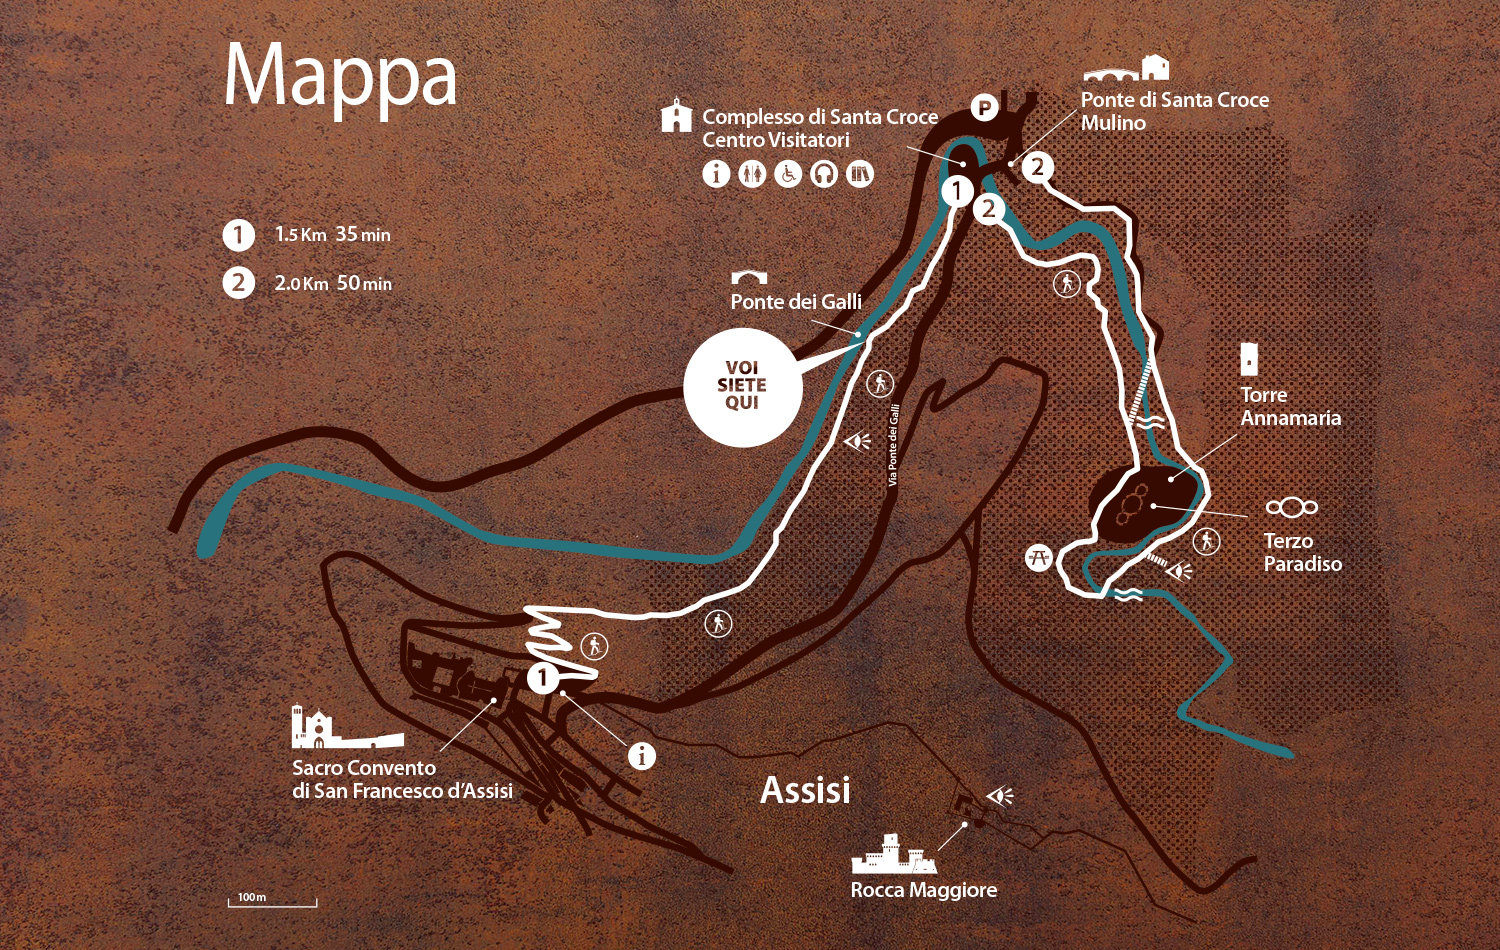 Mappa
Complesso di Santa Croce
Centro Visitatori
i
P
Ponte di Santa Croce
Mulino
2
1
2
1 1.5 Km 35 min
2 2.0 Km 50 min
Ponte dei Galli
VOI
SIETE
QUI
Via Ponte dei Galli
Torre
Annamaria
Terzo
Paradiso
1
i
Sacro Convento
di San Francesco d'Assisi
Assisi
Rocca Maggiore
100 m